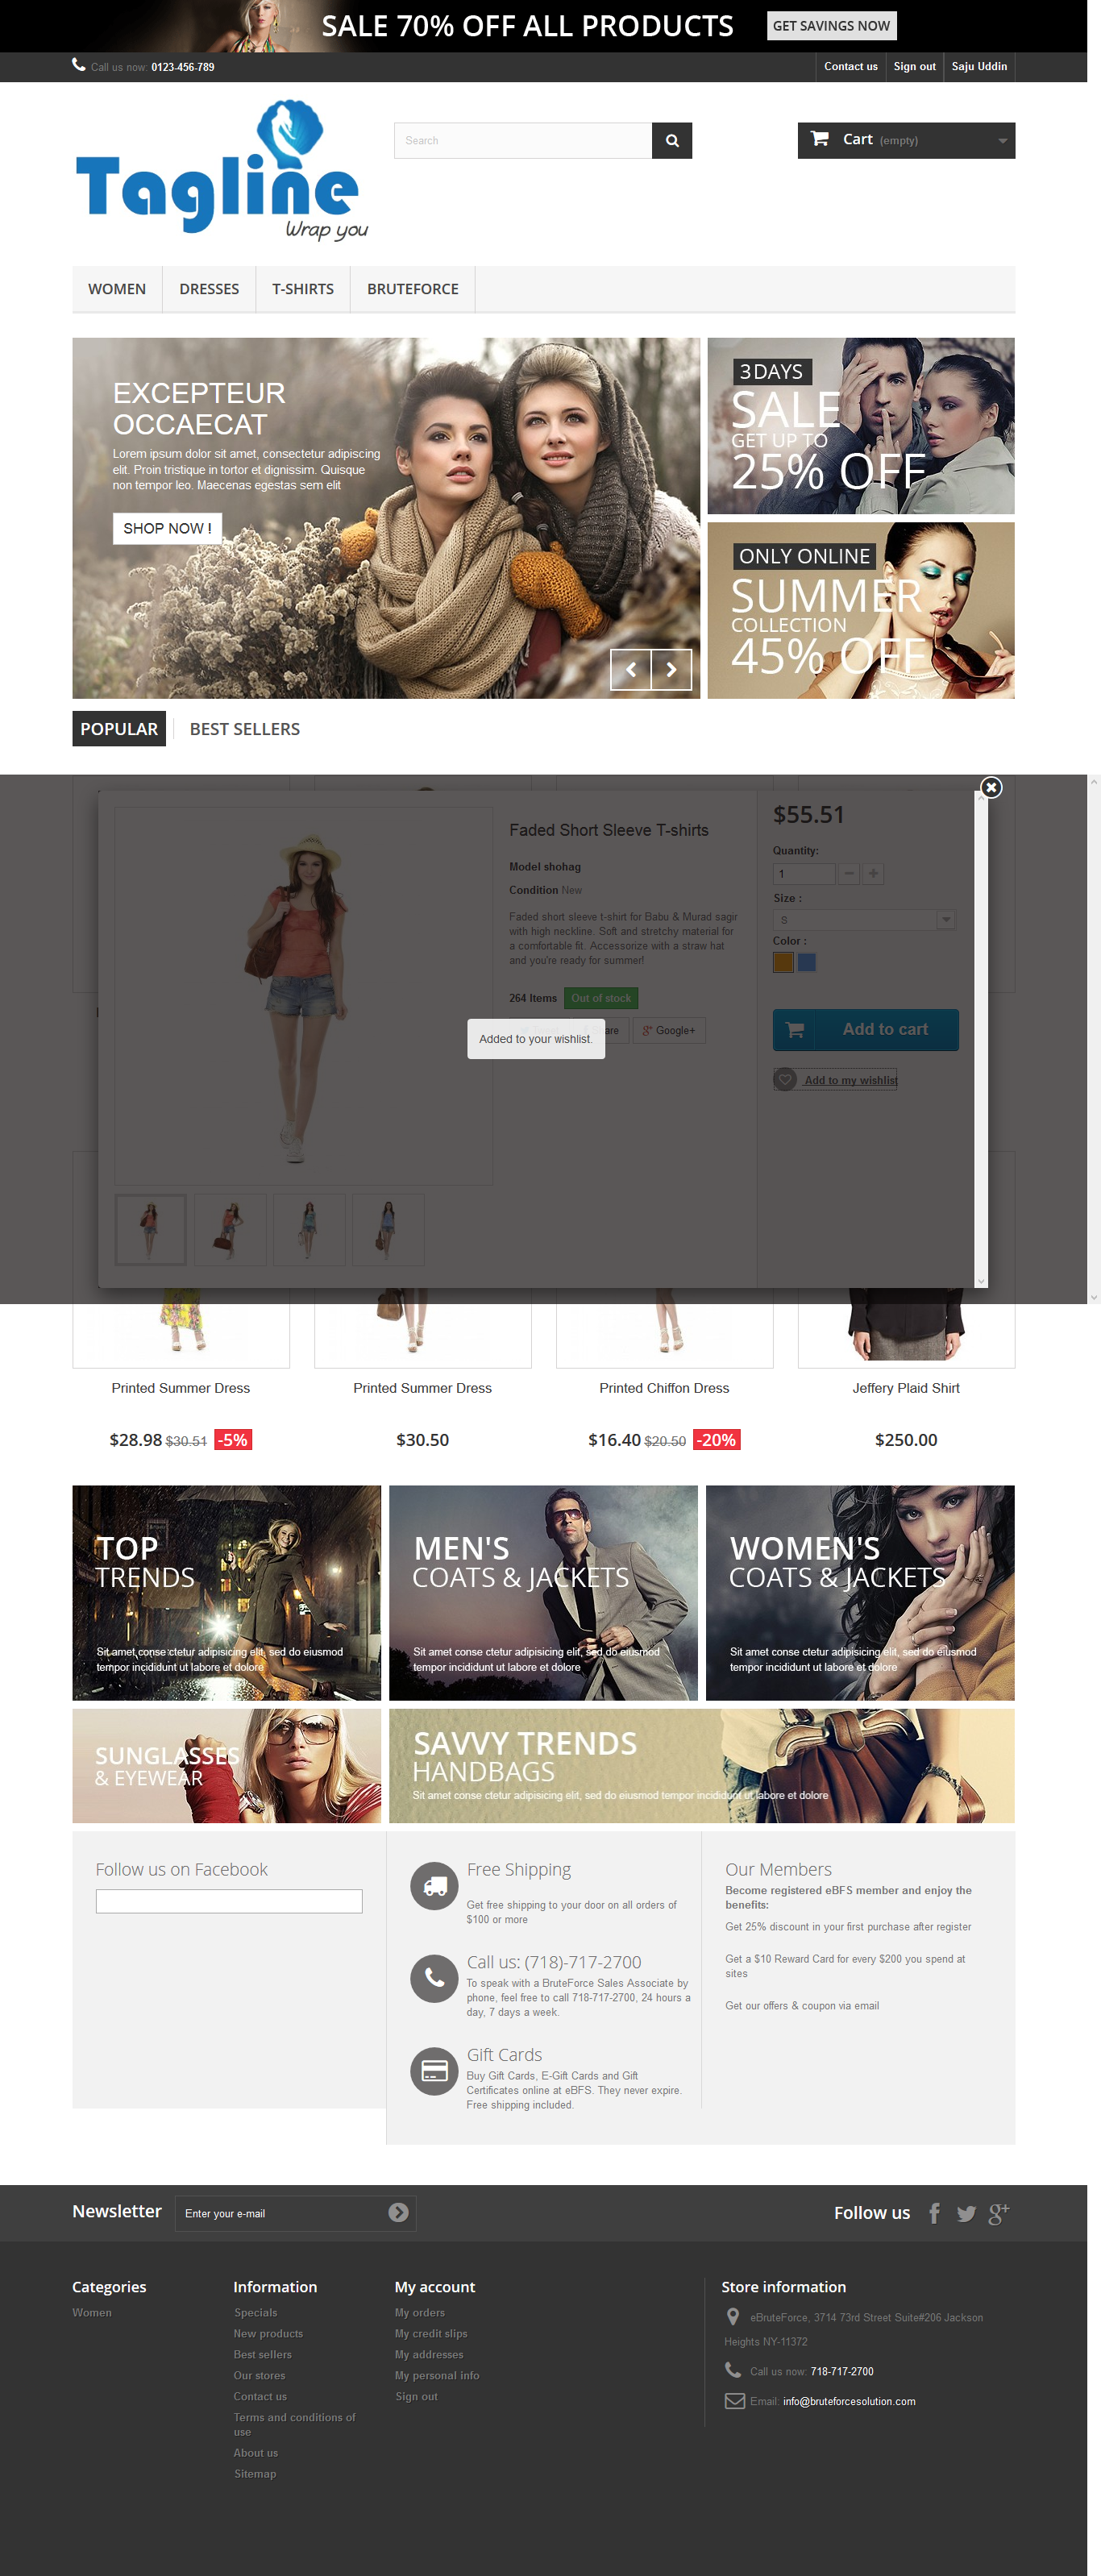 SALE 70% OFF ALL PRODUCTS
GET SAVINGS NOW
Call us now: 0123-456-789
Contact us
Sign out
Saju Uddin
Tagline
Wrap you
Search
Cart (empty)
WOMEN
DRESSES
T-SHIRTS
BRUTEFORCE
EXCEPTEUR
OCCAECAT
Lorem ipsum dolor sit amet, consectetur adipiscing
elit. Proin tristique in tortor et dignissim. Quisque
non tempor leo. Maecenas egestas sem elit
SHOP NOW !
3DAYS
SALE
GET UP TO
25% OFF
ONLY ONLINE
SUMMER
COLLECTION
45% OFF
POPULAR
BEST SELLERS
Faded Short Sleeve T-shirts
Model shohag
Condition New
Faded short sleeve t-shirt for Babu & Murad sagir
with high neckline. Soft and stretchy material for
a comfortable fit. Accessorize with a straw hat
and you're ready for summer!
264 Items
Out of stock
Google+
Added to your wishlist.
$55.51
Quantity:
1
Size :
S
Color :
Add to cart
Add to my wishlist
Printed Summer Dress
$28.98 $30.51 -5%
Printed Summer Dress
$30.50
Printed Chiffon Dress
$16.40 $20.50 -20%
Jeffery Plaid Shirt
$250.00
TOP
TRENDS
Sit amet conse ctetur adipisicing elit, sed do eiusmod
tempor incididunt ut labore et dolore
MEN'S
COATS & JACKETS
Sit amet conse ctetur adipisicing elit, sed do eiusmod
tempor incididunt ut labore et dolore
WOMEN'S
COATS & JACKETS
Sit amet conse ctetur adipisicing elit, sed do eiusmod
tempor incididunt ut labore et dolore
SUNGLASSES
& EYEWEAR
SAVVY TRENDS
HANDBAGS
Sit amet conse ctetur adipisicing elit, sed do eiusmod tempor incididunt ut labore et dolore
Follow us on Facebook
Free Shipping
Get free shipping to your door on all orders of
$100 or more
Call us: (718)-717-2700
To speak with a BruteForce Sales Associate by
phone, feel free to call 718-717-2700, 24 hours a
day, 7 days a week.
Gift Cards
Buy Gift Cards, E-Gift Cards and Gift
Certificates online at eBFS. They never expire.
Free shipping included.
Our Members
Become registered eBFS member and enjoy the
benefits:
Get 25% discount in your first purchase after register
Get a $10 Reward Card for every $200 you spend at
sites
Get our offers & coupon via email
Newsletter
Enter your e-mail
Follow us
Categories
Women
Information
Specials
New products
Best sellers
Our stores
Contact us
Terms and conditions of
use
About us
Sitemap
My account
My orders
My credit slips
My addresses
My personal info
Sign out
Store information
eBruteForce, 3714 73rd Street Suite#206 Jackson
Heights NY-11372
Call us now: 718-717-2700
Email: info@bruteforcesolution.com